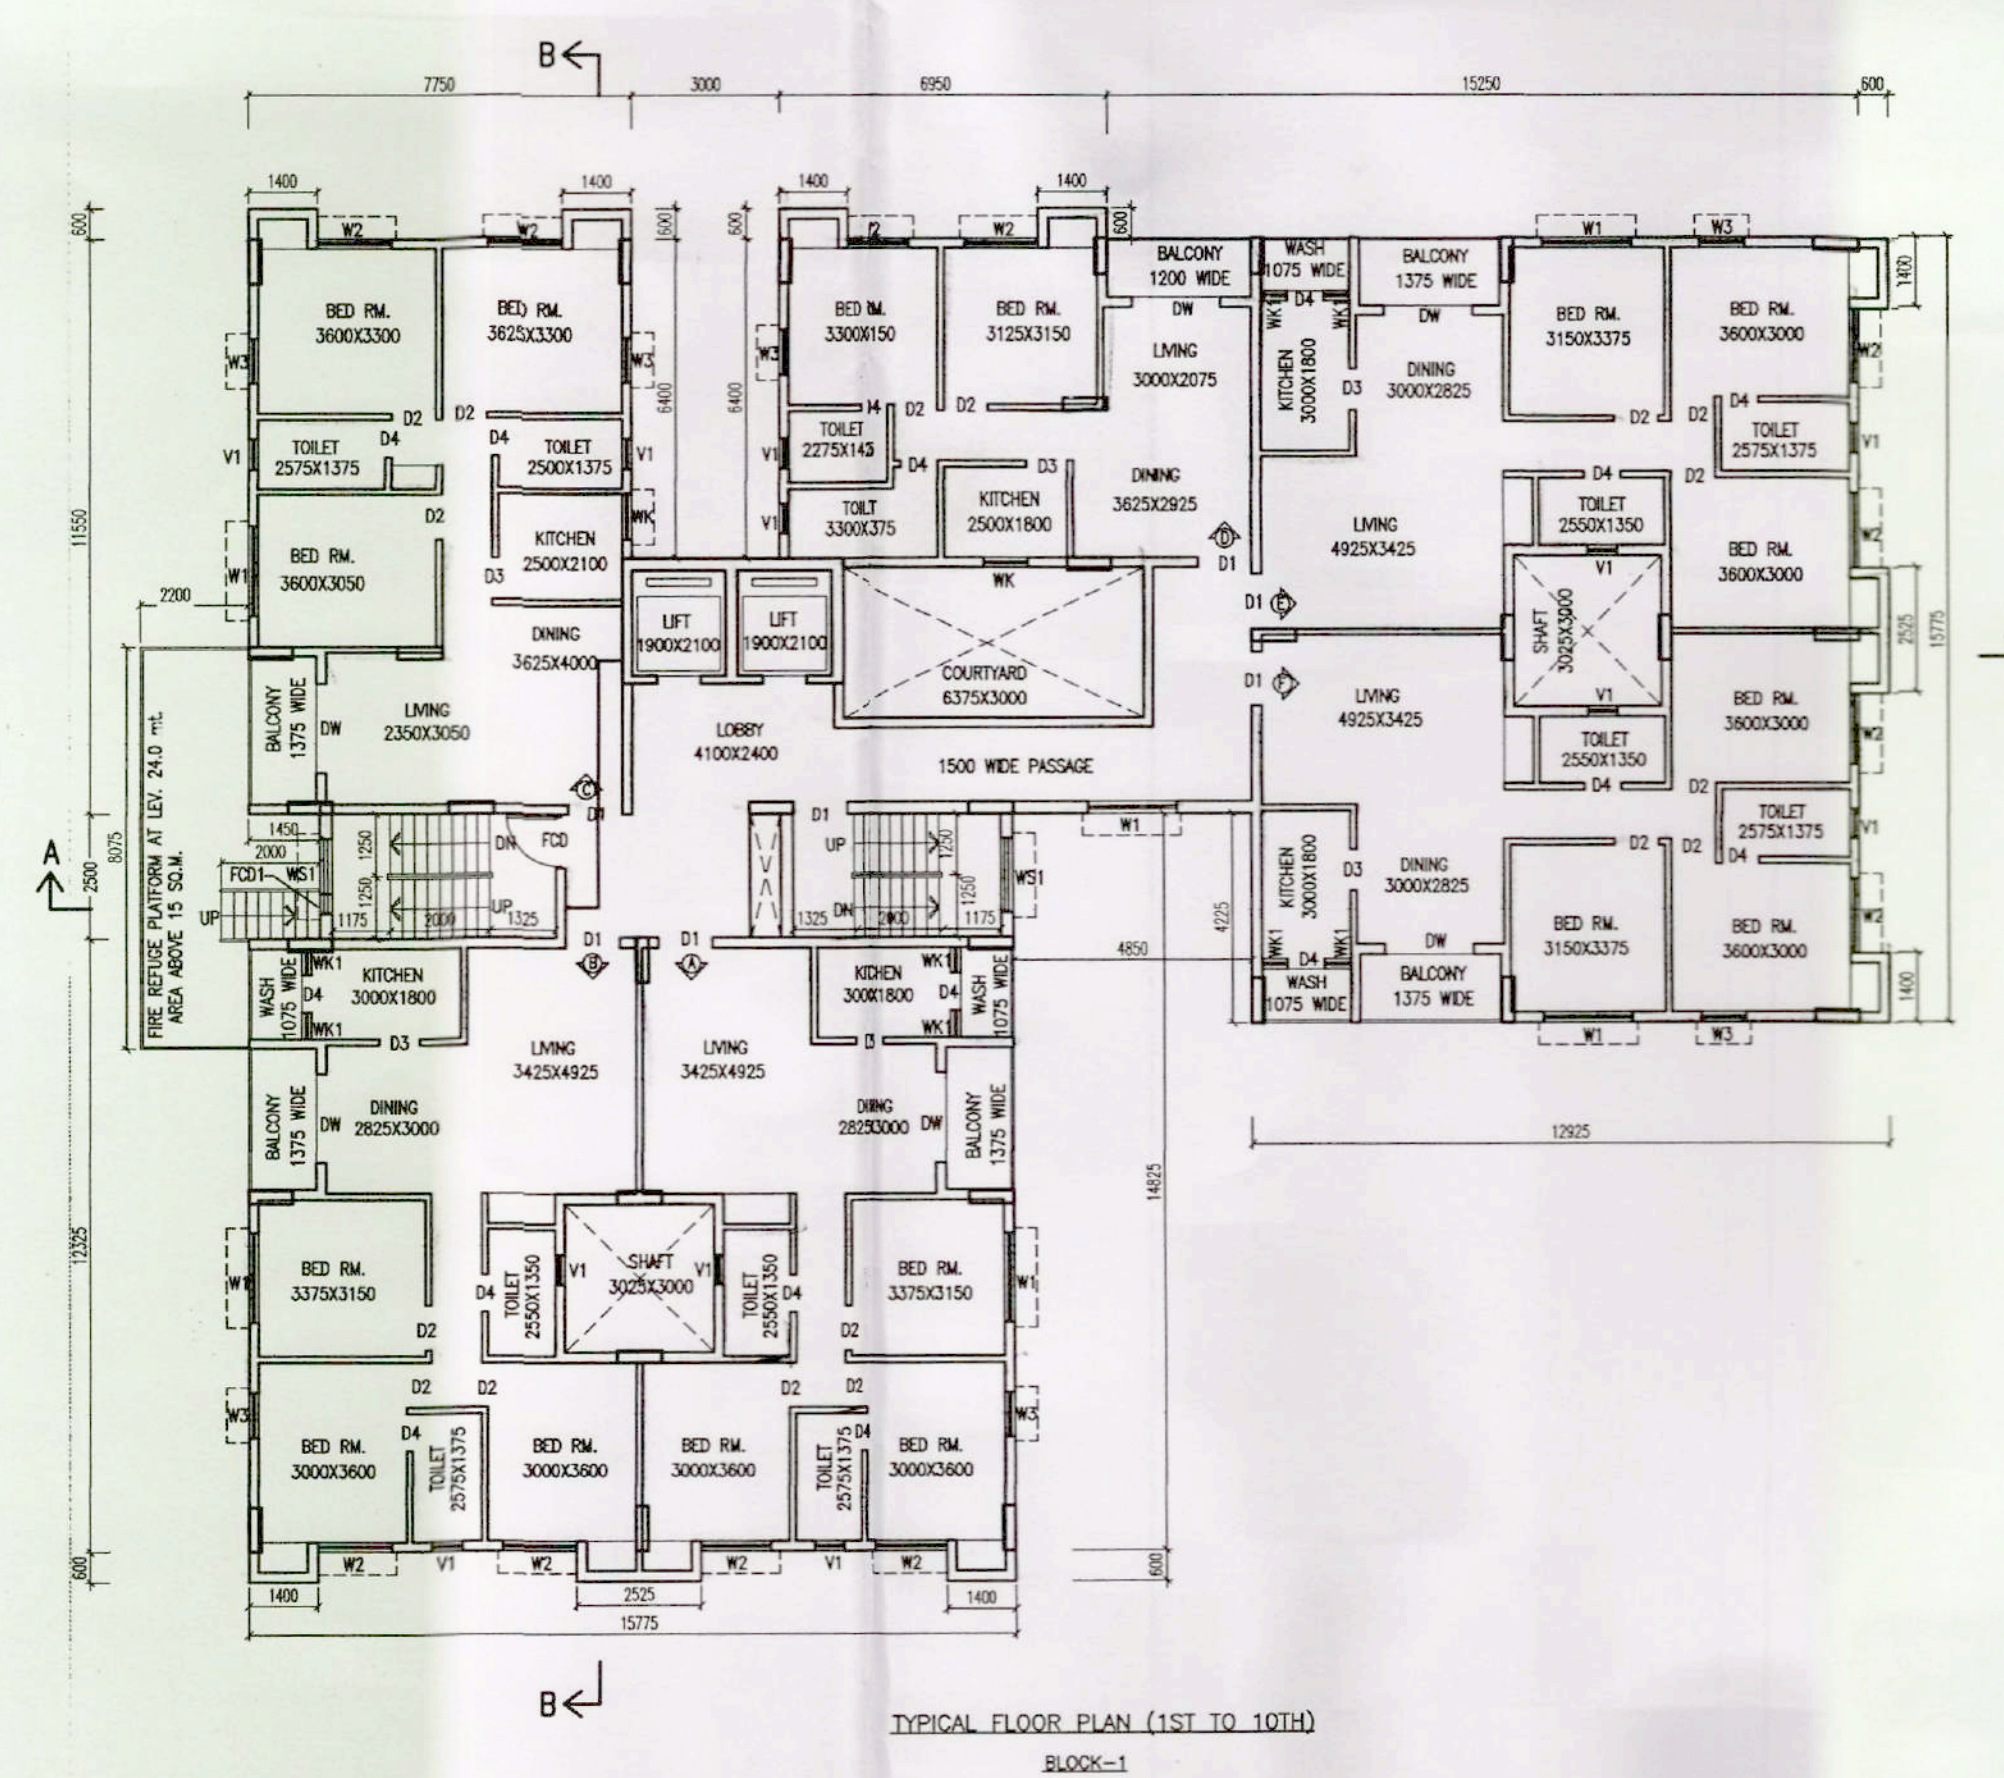 B
7750
3000
6950
15250
600
1400
1400
1400
1400
600
600
600
600
1400
W2
W2
W2
W1
W3
BED RM.
3600X3300
BED RM.
3625X3300
3300X150
BED RM.
3125X3150
BALCONY
1200 WIDE
WASH
1075 WIDE
BALCONY
1375 WIDE
BED RM.
3150X3375
BED RM.
3600X3000
W3
W3
W3
W2
DW
D4
DW
WK1
WK1
LIVING
3000X2075
KITCHEN
3000X1800
D3
DINING
3000X2825
6400
6400
D2
D2
D2
D2
D2
D2
D4
TOILET
2575X1375
D4
D4
TOILET
2500X1375
V1
V1
TOILET
2275X145
V1
D4
D3
TOILET
2575X1375
V1
11550
D2
WK
KITCHEN
2500X2100
3300X375
V1
KITCHEN
2500X1800
DINING
3625X2925
LIVING
4925X3425
D4
D2
TOILET
2550X1350
W2
BED RM.
3600X3050
W1
D3
D
D1
WK
V1
BED RM.
3600X3000
2200
LIFT
1900X2100
LIFT
1900X2100
DINING
3625X4000
COURTYARD
6375X3000
D1 E
D1 F
SHAFT
3025X3000
V1
2525
15775
BALCONY
1375 WIDE
DW
LIVING
2350X3050
LOBBY
4100X2400
1500 WIDE PASSAGE
LIVING
4925X3425
BED RM.
3600X3000
TOILET
2550X1350
D4
W2
D2
FIRE REFUGE PLATFORM AT LEV. 24.0 mt.
AREA ABOVE 15 SQ.M.
8075
C
D1
D1
W1
A
2500
1450
2000
FCD1
WS1
UP
1175
1250
1250
DN
UP
2000
1325
FCD
UP
DN
1250
1250
1325
2000
1175
WS1
4225
4850
KITCHEN
3000X1800
D3
DINING
3000X2825
D2
D2
TOILET
2575X1375
D4
V1
W2
WK1
WK1
D4
DW
WASH
1075 WIDE
BALCONY
1375 WIDE
BED RM.
3150X3375
BED RM.
3600X3000
1400
W1
W3
12925
D1
B
D1
A
WASH
1075 WIDE
WK1
D4
WK1
KITCHEN
3000X1800
D3
WK1
D4
WK1
WASH
1075 WIDE
LIVING
3425X4925
LIVING
3425X4925
BALCONY
1375 WIDE
DW
DINING
2825X3000
DW
BALCONY
1375 WIDE
12325
14825
W1
BED RM.
3375X3150
D2
D4
TOILET
2550X1350
V1
SHAFT
3025X3000
V1
TOILET
2550X1350
D4
BED RM.
3375X3150
D2
W1
D2
D2
D2
D2
W3
W3
BED RM.
3000X3600
D4
TOILET
2575X1375
BED RM.
3000X3600
BED RM.
3000X3600
TOILET
2575X1375
D4
BED RM.
3000X3600
600
600
W2
V1
W2
W2
V1
W2
1400
2525
1400
15775
B
TYPICAL FLOOR PLAN (1ST TO 10TH)
BLOCK-1